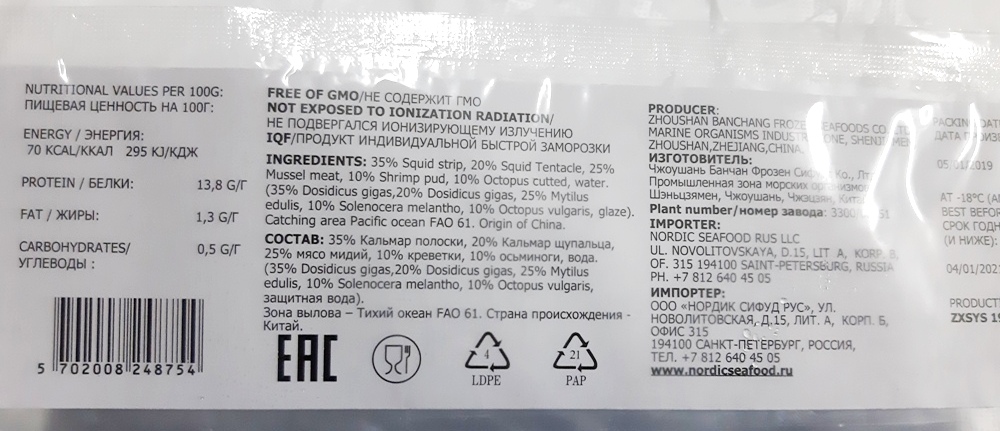 NUTRITIONAL VALUES PER 100G:
ПИЩЕВАЯ ЦЕННОСТЬ НА 100Г:
ENERGY / ЭНЕРГИЯ:
70 KCAL/ККАЛ 295 KJ/КДЖ
PROTEIN / БЕЛКИ: 13,8 G/Г
FAT / ЖИРЫ: 1,3 G/Г
CARBOHYDRATES/ 0,5 G/Г
УГЛЕВОДЫ :
5 702008 248754
FREE OF GMO/НЕ СОДЕРЖИТ ГМО
NOT EXPOSED TO IONIZATION RADIATION/
НЕ ПОДВЕРГАЛСЯ ИОНИЗИРУЮЩЕМУ ИЗЛУЧЕНИЮ
IQF/ПРОДУКТ ИНДИВИДУАЛЬНОЙ БЫСТРОЙ ЗАМОРОЗКИ
INGREDIENTS: 35% Squid strip, 20% Squid Tentacle, 25%
Mussel meat, 10% Shrimp pud, 10% Octopus cutted, water.
(35% Dosidicus gigas,20% Dosidicus gigas, 25% Mytilus
edulis, 10% Solenocera melantho, 10% Octopus vulgaris, glaze).
Catching area Pacific ocean FAO 61. Origin of China.
СОСТАВ: 35% Кальмар полоски, 20% Кальмар щупальца,
25% мясо мидий, 10% креветки, 10% осьминоги, вода.
(35% Dosidicus gigas,20% Dosidicus gigas, 25% Mytilus
edulis, 10% Solenocera melantho, 10% Octopus vulgaris,
защитная вода).
Зона вылова – Тихий океан FAO 61. Страна происхождения -
Китай.
EAC
4
LDPE
21
PAP
PRODUCER:
ZHOUSHAN BANCHANG FROZEN SEAFOODS CO.
MARINE ORGANISMS
ZHOUSHAN,ZHEJIANG,CHINA.
ИЗГОТОВИТЕЛЬ:
Чжоушань Банчан Фрозен Ко.,
Промышленная зона морских организмов
Шэньцзямен, Чжоушань, Чжэцзян,
Plant number/номер завода:
IMPORTER:
NORDIC SEAFOOD RUS LLC
UL. NOVOLITOVSKAYA, D.15, LIT A, KORP. B,
OF. 315 194100 SAINT-PETERSBURG, RUSSIA
PH. +7 812 640 45 05
ИМПОРТЕР:
ООО «НОРДИК СИФУД РУС», УЛ.
НОВОЛИТОВСКАЯ, Д.15, ЛИТ. А, КОРП. Б,
ОФИС 315
194100 САНКТ-ПЕТЕРБУРГ, РОССИЯ,
ТЕЛ. +7 812 640 45 05
www.nordicseafood.ru
PACKING
ДАТА
05/01/2019
AT -18°C
BEST BEFOR
СРОК ГОДН
(И НИЖЕ):
04/01/202
PRODUCT
ZXSYS 19